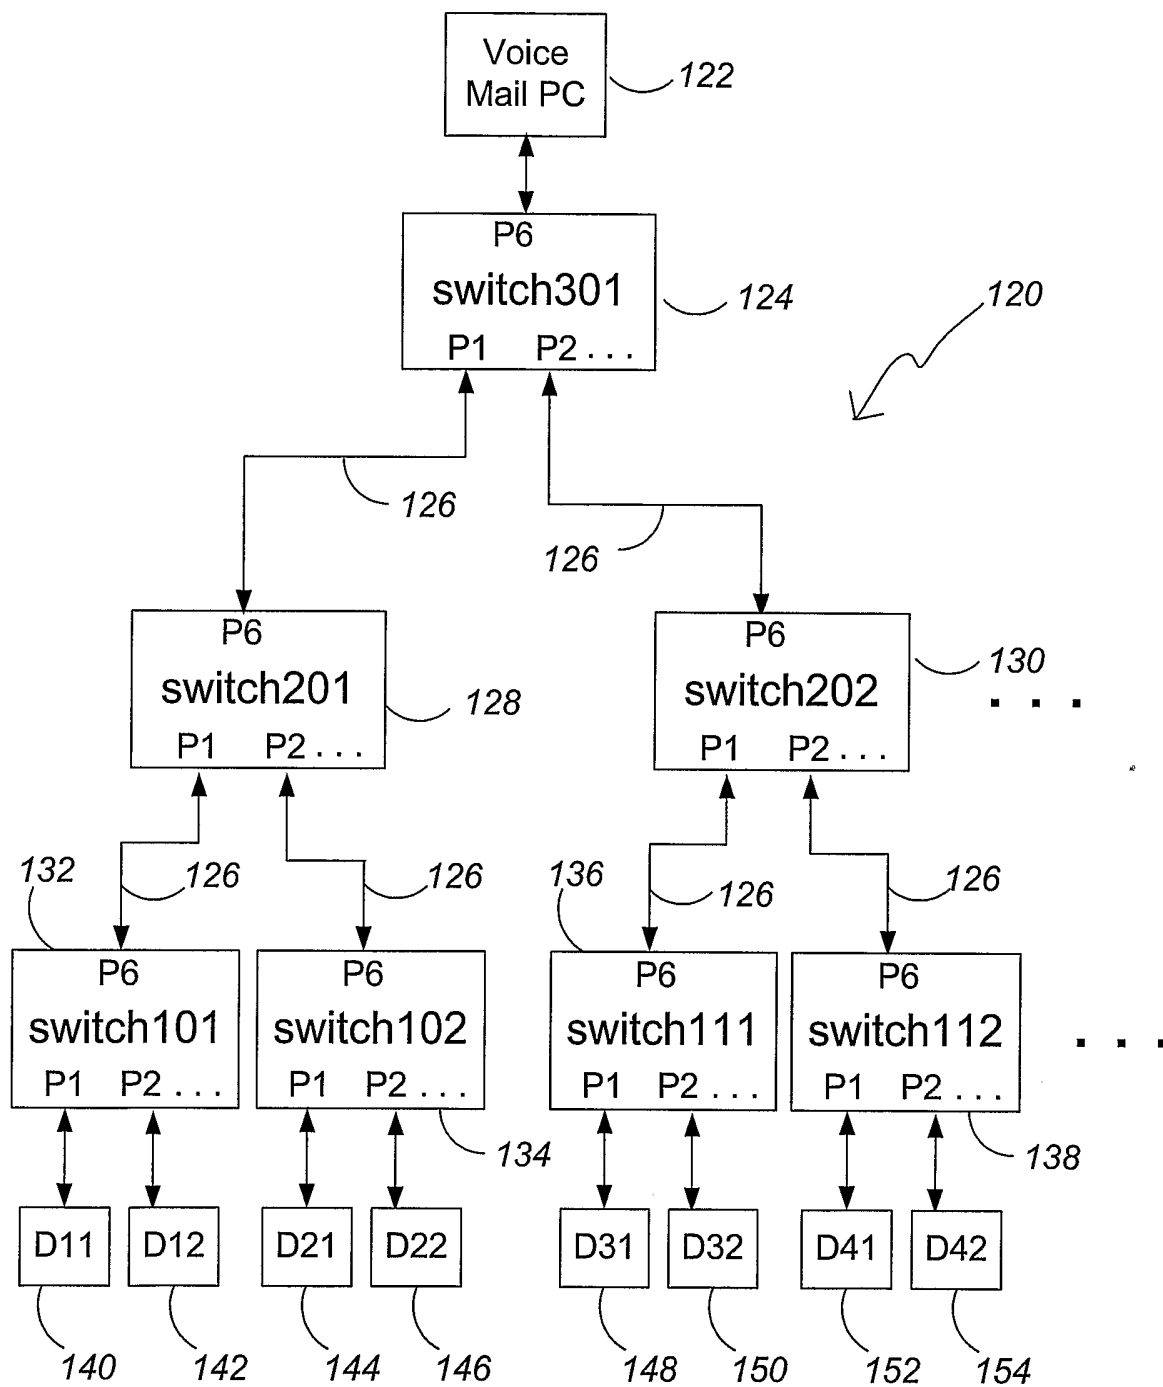 Voice
Mail PC
122
P6
switch301
P1 P2 . . .
124
120
126
126
P6
switch201
P1 P2 . . .
128
P6
switch202
P1 P2 . . .
130
. . .
132
126
126
136
126
126
P6
switch101
P1 P2 . . .
P6
switch102
P1 P2 . . .
134
P6
switch111
P1 P2 . . .
P6
switch112
P1 P2 . . .
138
. . .
D11
D12
D21
D22
D31
D32
D41
D42
140
142
144
146
148
150
152
154